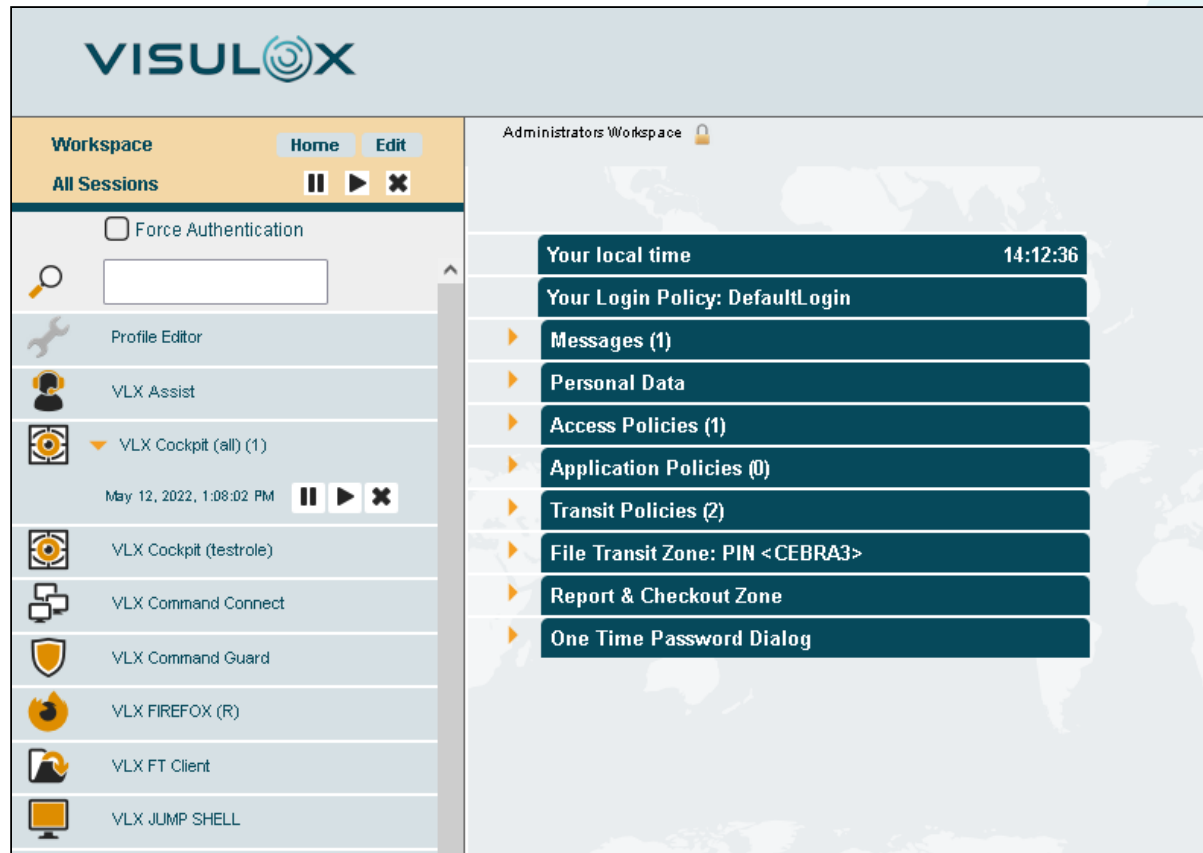 VISULOX
Workspace
Home
Edit
All Sessions
Force Authentication
Profile Editor
VLX Assist
VLX Cockpit (all) (1)
May 12, 2022, 1:08:02 PM
VLX Cockpit (testrole)
VLX Command Connect
VLX Command Guard
VLX FIREFOX (R)
VLX FT Client
VLX JUMP SHELL
Administrators Workspace
Your local time 14:12:36
Your Login Policy: DefaultLogin
Messages (1)
Personal Data
Access Policies (1)
Application Policies (0)
Transit Policies (2)
File Transit Zone: PIN <CEBRA3>
Report & Checkout Zone
One Time Password Dialog